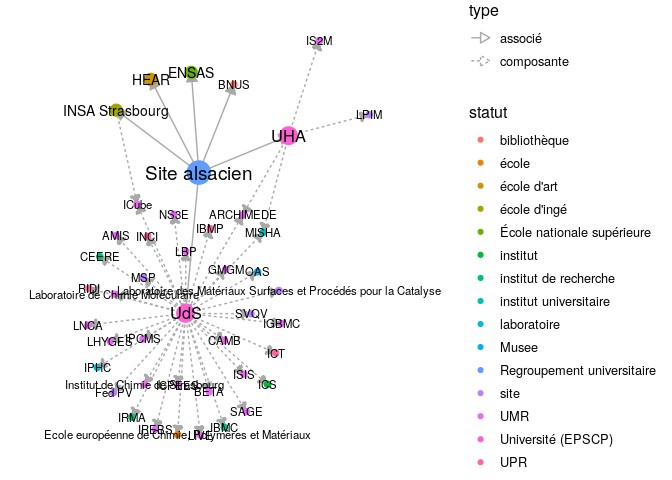 type
associé
composante
statut
bibliothèque
école
école d'art
école d'ingé
École nationale supérieure
institut
institut de recherche
institut universitaire
laboratoire
Musee
Regroupement universitaire
site
UMR
Université (EPSCP)
UPR
IS2M
ENSAS
HEAR
BNUS
INSA Strasbourg
LPIM
UHA
Site alsacien
ICube
NS3E
ARCHIMEDE
IBMP
MISHA
AMIS
INCI
LBP
CEERE
GMGM
OAS
MSP
RIDI
Laboratoire des Matériaux Surfaces et Procédés pour la Catalyse
Laboratoire de Chimie Moléculaire
UdS
SMQV
IGBMC
LNCA
LHYGES
IPCMS
CAMB
ICT
IPHC
ISIS
Institut de Chimie de Strasbourg
ICS
Fed PV
BETA
SAGE
IRMA
IREBS
IBMC
Ecole européenne de Chimie, Polymères et Matériaux